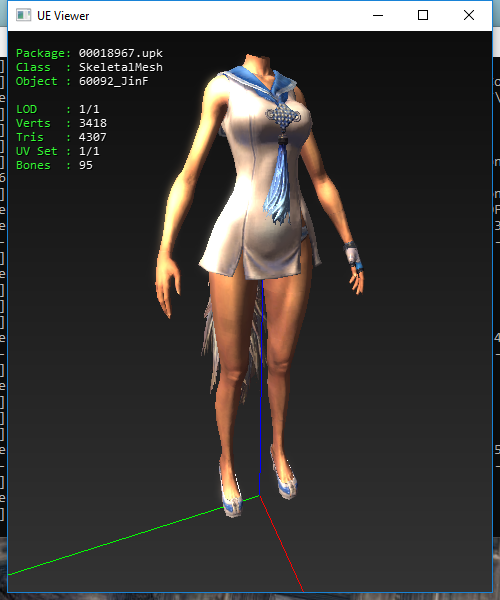 UE Viewer
Package: 00018967.upk
Class : SkeletalMesh
Object : 60092_JinF
LOD : 1/1
Verts : 3418
Tris : 4307
UV Set : 1/1
Bones : 95